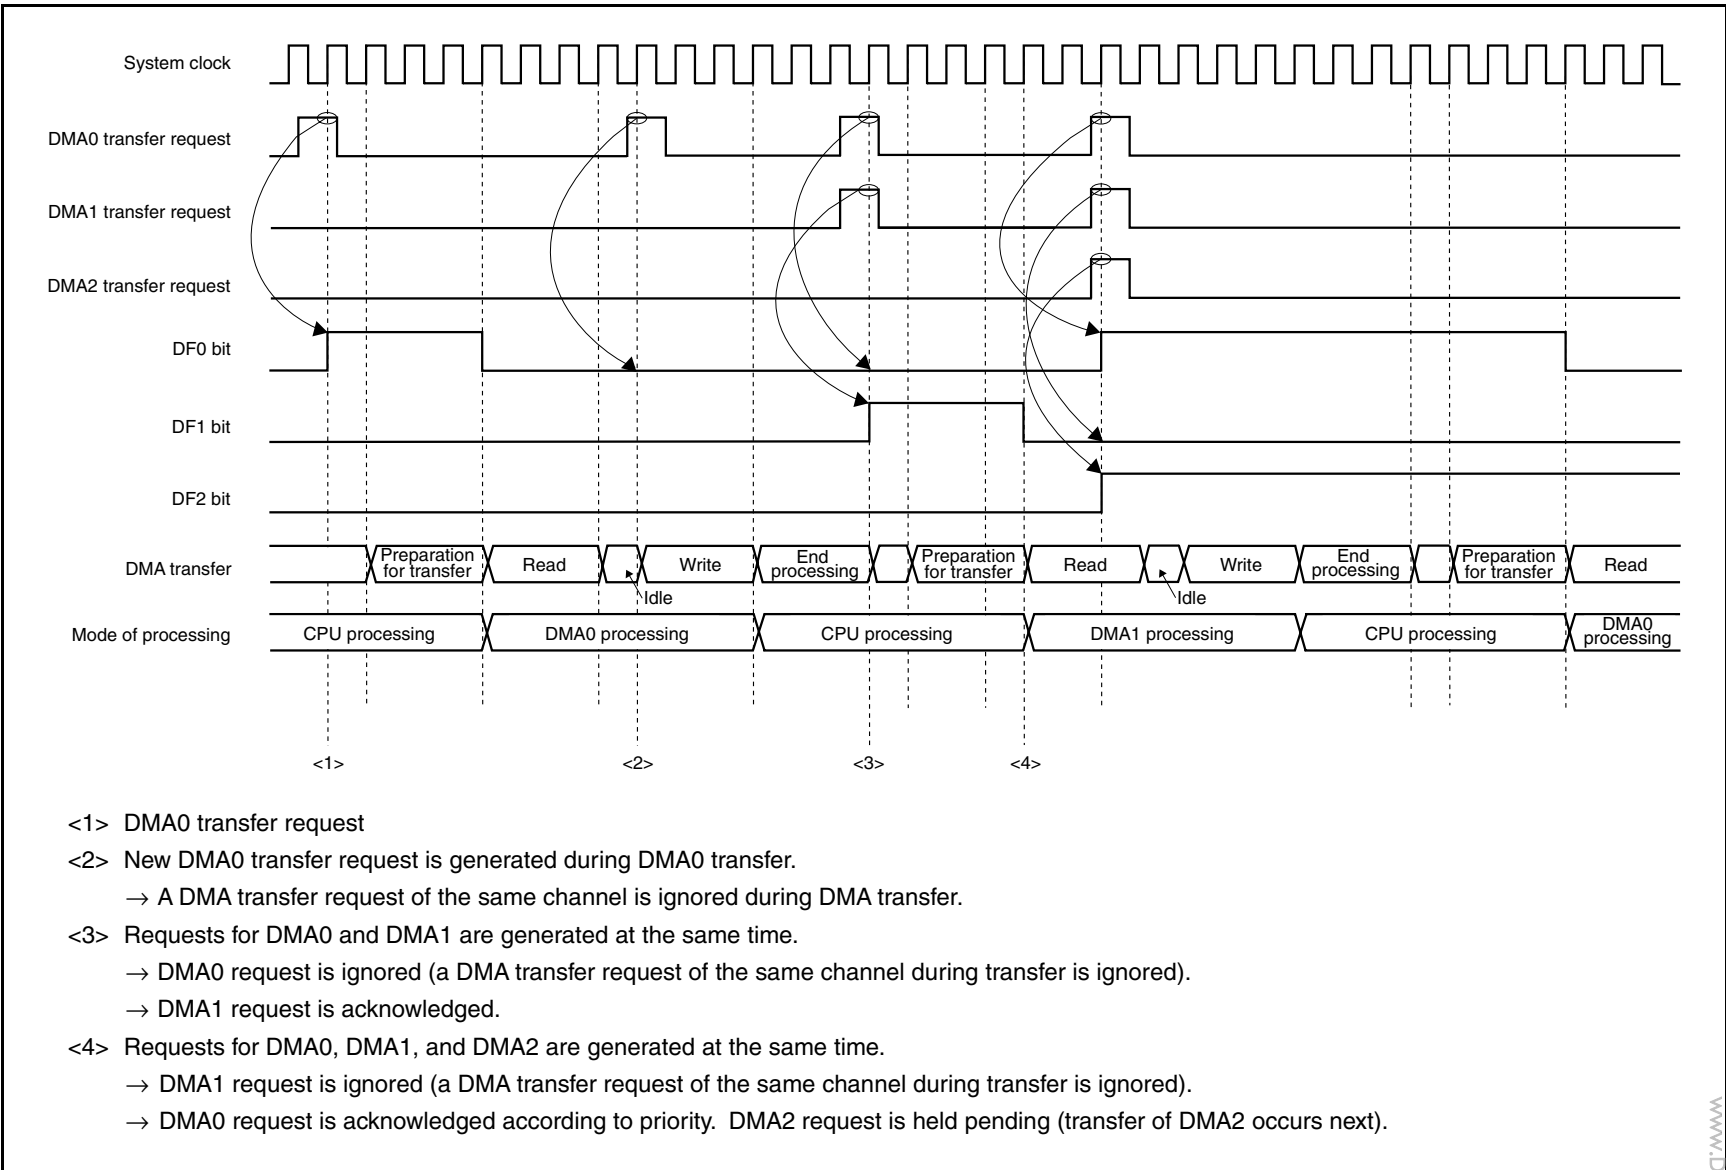 System clock
DMA0 transfer request
DMA1 transfer request
DMA2 transfer request
DF0 bit
DF1 bit
DF2 bit
DMA transfer
Preparation for transfer
Read
Idle
Write
End processing
Preparation for transfer
Read
Idle
Write
End processing
Preparation for transfer
Read
Mode of processing
CPU processing
DMA0 processing
CPU processing
DMA1 processing
CPU processing
DMA0 processing
<1>
<2>
<3>
<4>
<1> DMA0 transfer request
<2> New DMA0 transfer request is generated during DMA0 transfer.
→ A DMA transfer request of the same channel is ignored during DMA transfer.
<3> Requests for DMA0 and DMA1 are generated at the same time.
→ DMA0 request is ignored (a DMA transfer request of the same channel during transfer is ignored).
→ DMA1 request is acknowledged.
<4> Requests for DMA0, DMA1, and DMA2 are generated at the same time.
→ DMA1 request is ignored (a DMA transfer request of the same channel during transfer is ignored).
→ DMA0 request is acknowledged according to priority. DMA2 request is held pending (transfer of DMA2 occurs next).